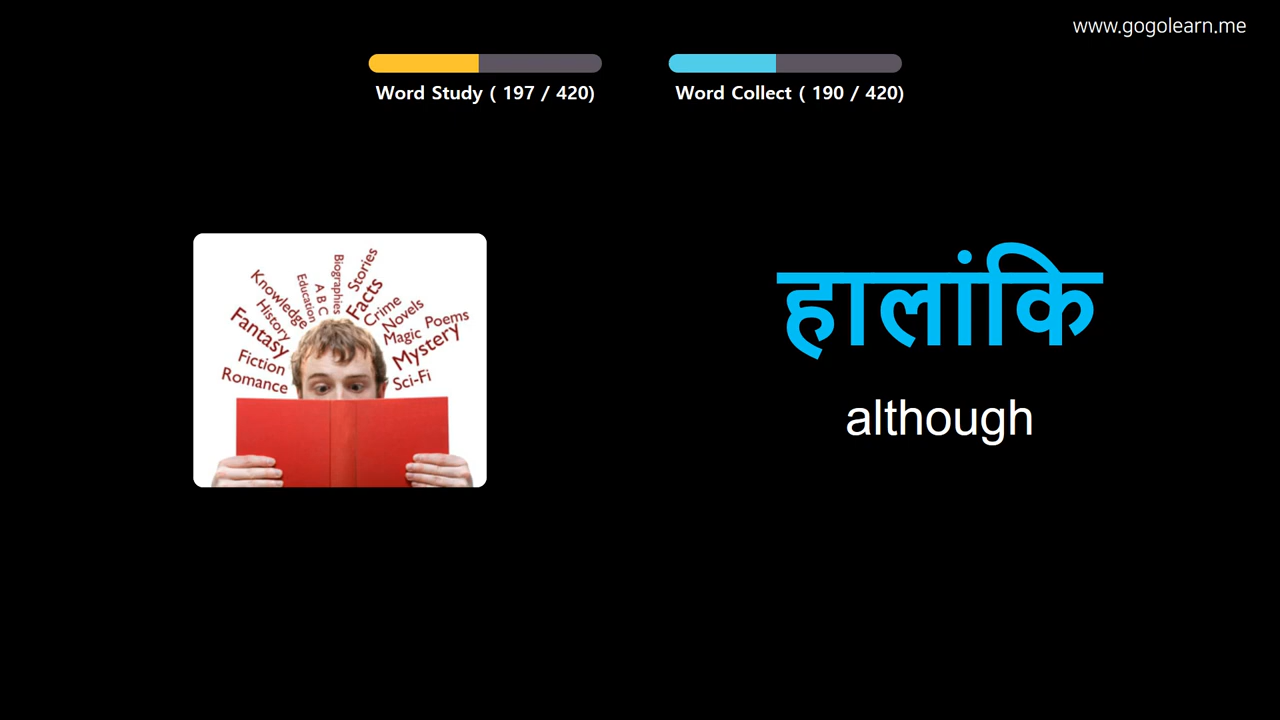 www.gogolearn.me
Word Study ( 197 / 420)
Word Collect ( 190 / 420)
Knowledge
History
Fantasy
Fiction
Romance
Education
A B C
Biographies
Stories
Facts
Crime
Novels
Magic
Poems
Mystery
Sci-Fi
हालांकि
although